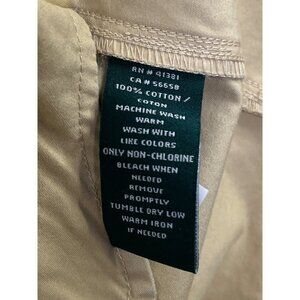 RN # 41381
CA # 56658
100% COTTON /
COTON
MACHINE WASH
WARM
WASH WITH
LIKE COLORS
ONLY NON-CHLORINE
BLEACH WHEN
NEEDED
REMOVE
PROMPTLY
TUMBLE DRY LOW
WARM IRON
IF NEEDED